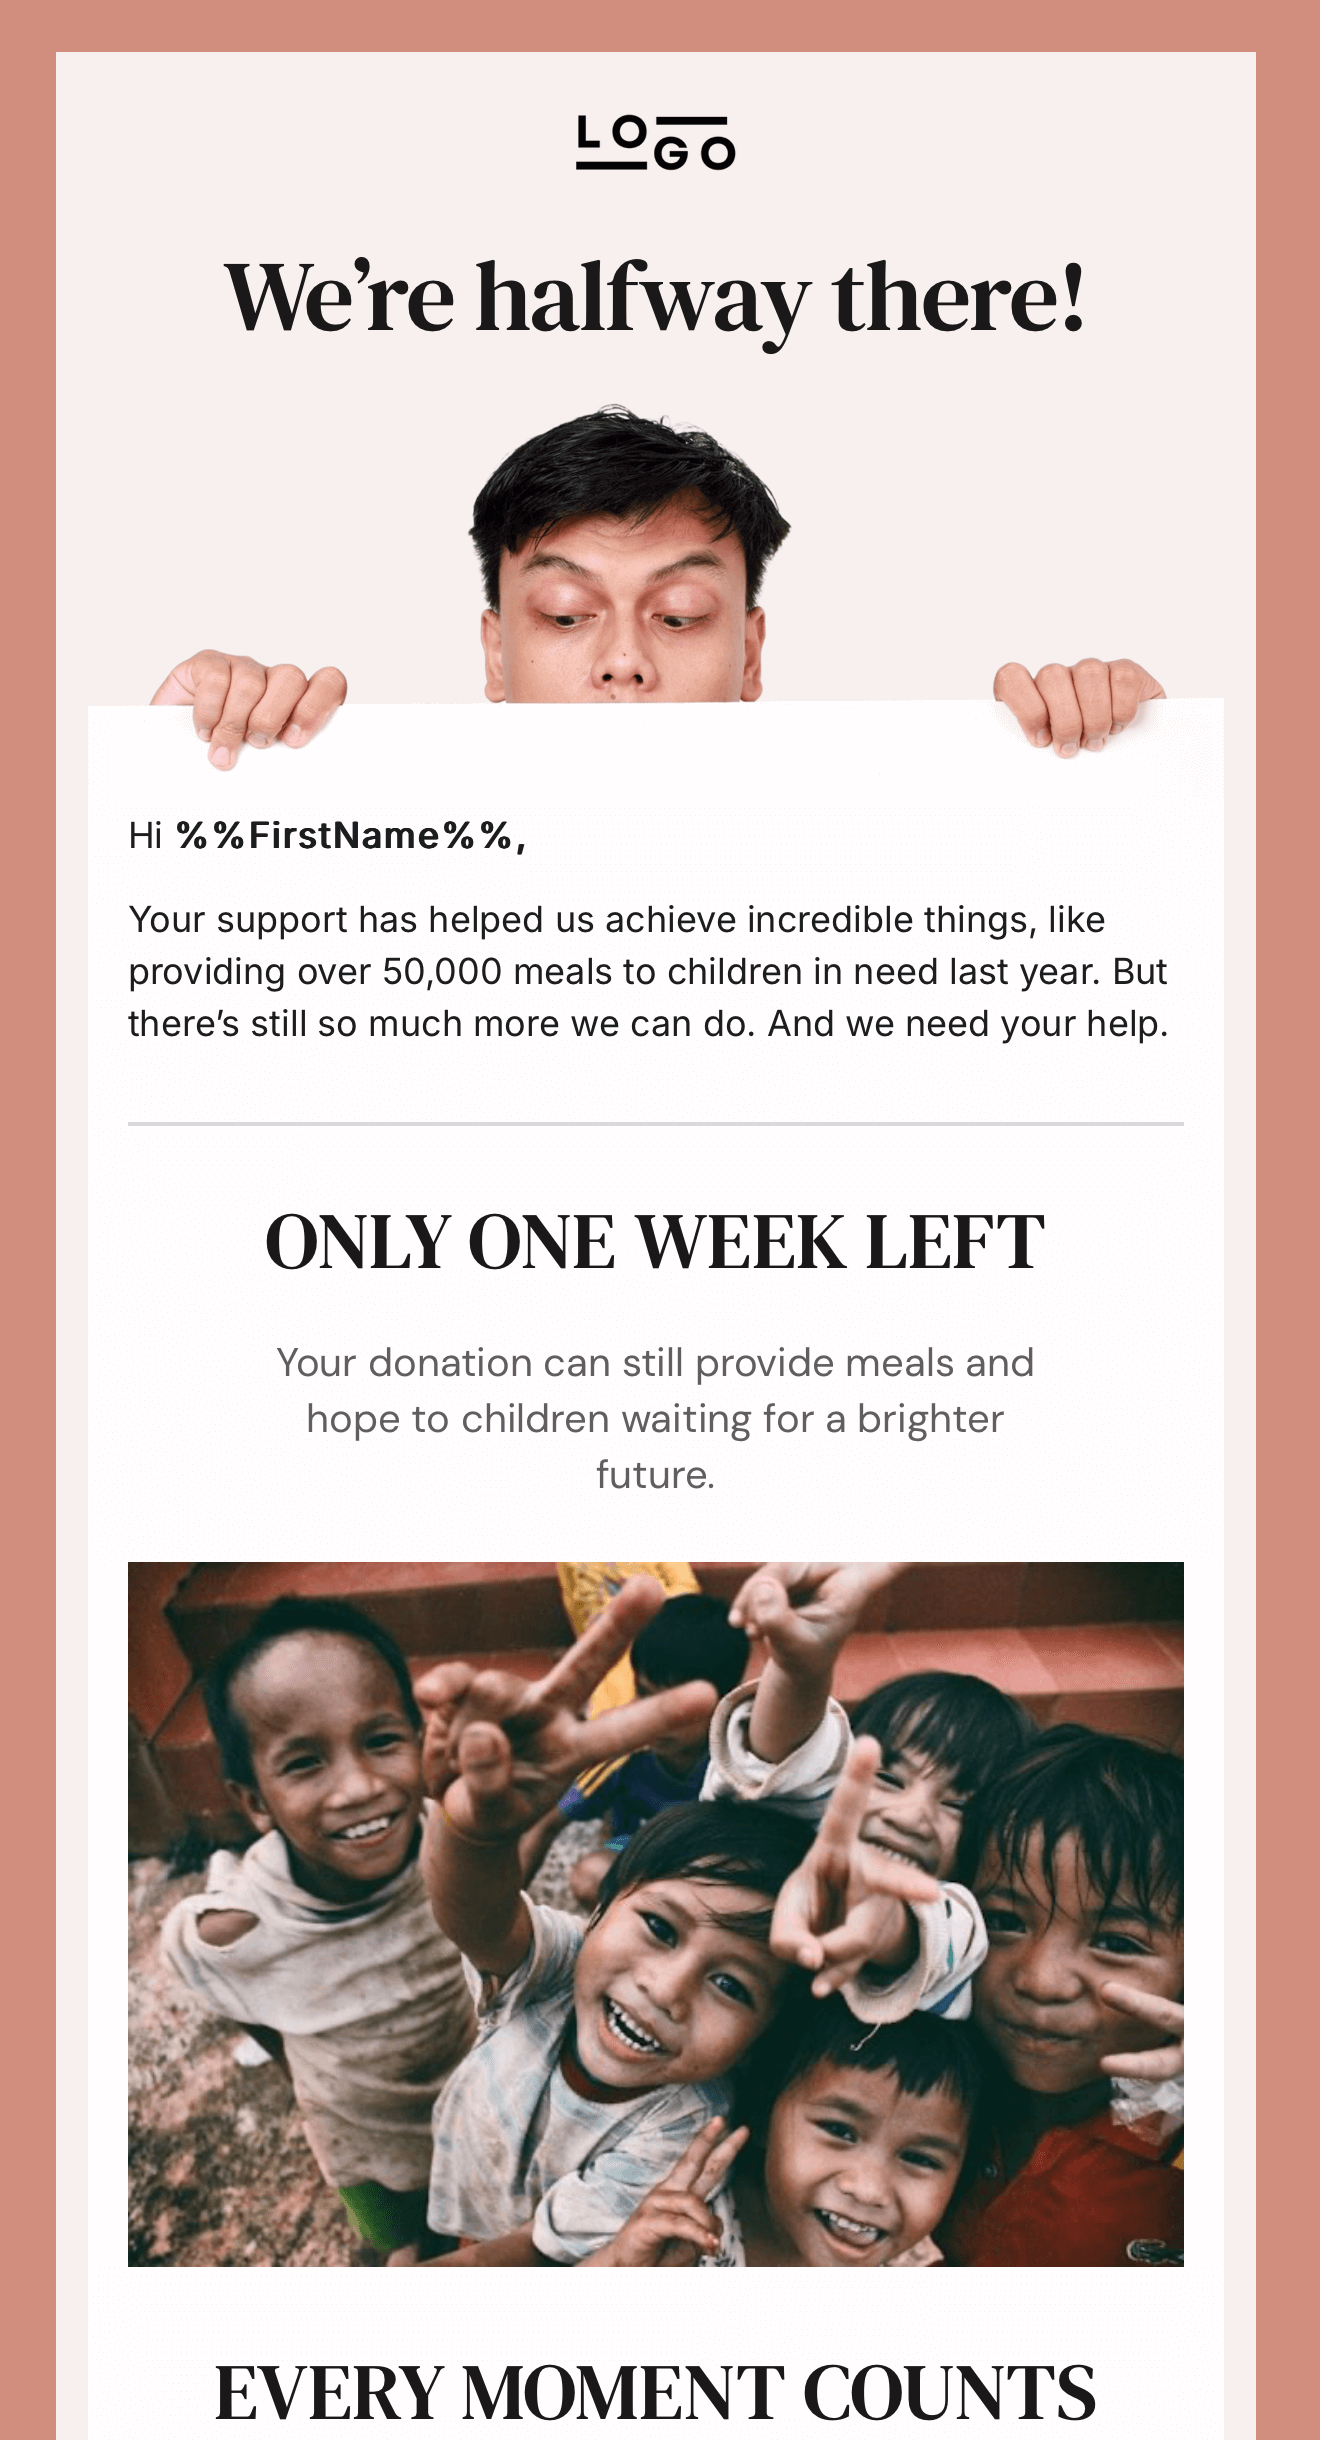 LOGO
We’re halfway there!
Hi %%FirstName%%,
Your support has helped us achieve incredible things, like
providing over 50,000 meals to children in need last year. But
there’s still so much more we can do. And we need your help.
ONLY ONE WEEK LEFT
Your donation can still provide meals and
hope to children waiting for a brighter
future.
EVERY MOMENT COUNTS